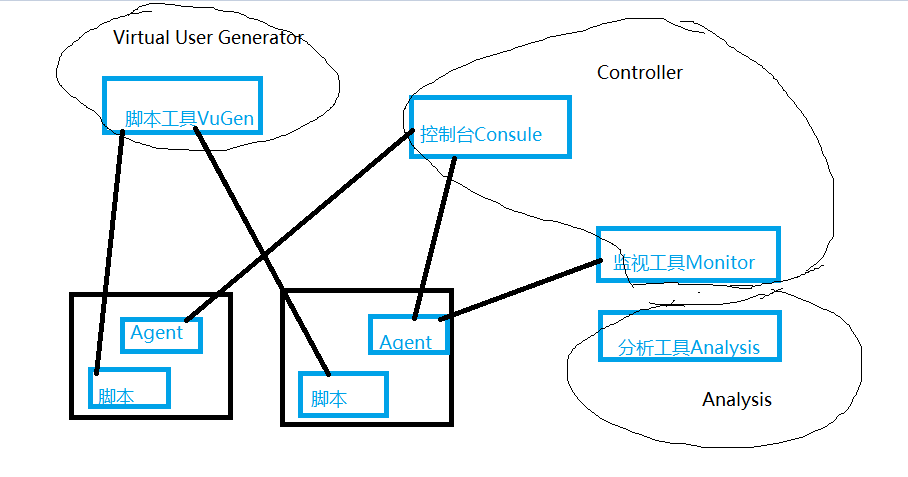 Virtual User Generator
脚本工具VuGen
Controller
控制台Consule
监视工具Monitor
Agent
脚本
Agent
脚本
分析工具Analysis
Analysis